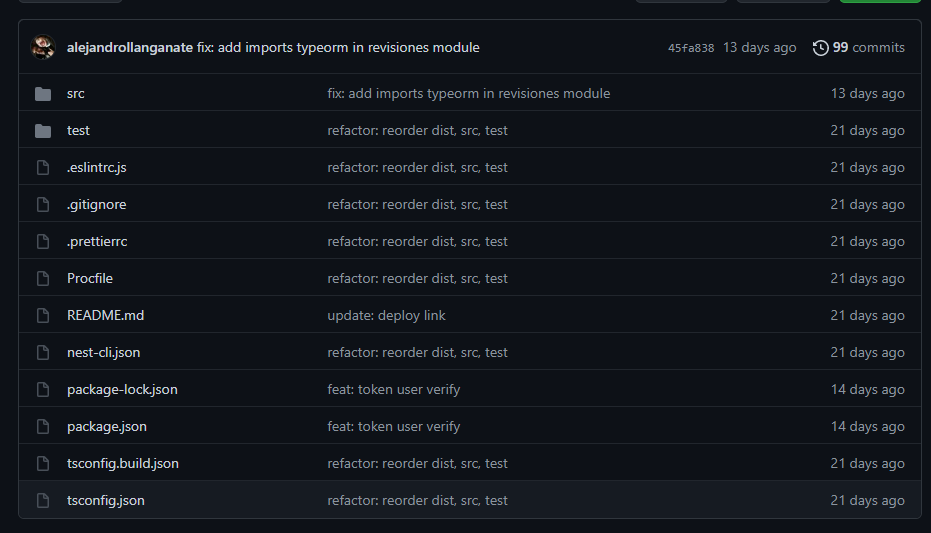 alejandrollanganate fix: add imports typeorm in revisiones module 45fa838 13 days ago 99 commits
src fix: add imports typeorm in revisiones module 13 days ago
test refactor: reorder dist, src, test 21 days ago
.eslintrc.js refactor: reorder dist, src, test 21 days ago
.gitignore refactor: reorder dist, src, test 21 days ago
.prettierrc refactor: reorder dist, src, test 21 days ago
Procfile refactor: reorder dist, src, test 21 days ago
README.md update: deploy link 21 days ago
nest-cli.json refactor: reorder dist, src, test 21 days ago
package-lock.json feat: token user verify 14 days ago
package.json feat: token user verify 14 days ago
tsconfig.build.json refactor: reorder dist, src, test 21 days ago
tsconfig.json refactor: reorder dist, src, test 21 days ago